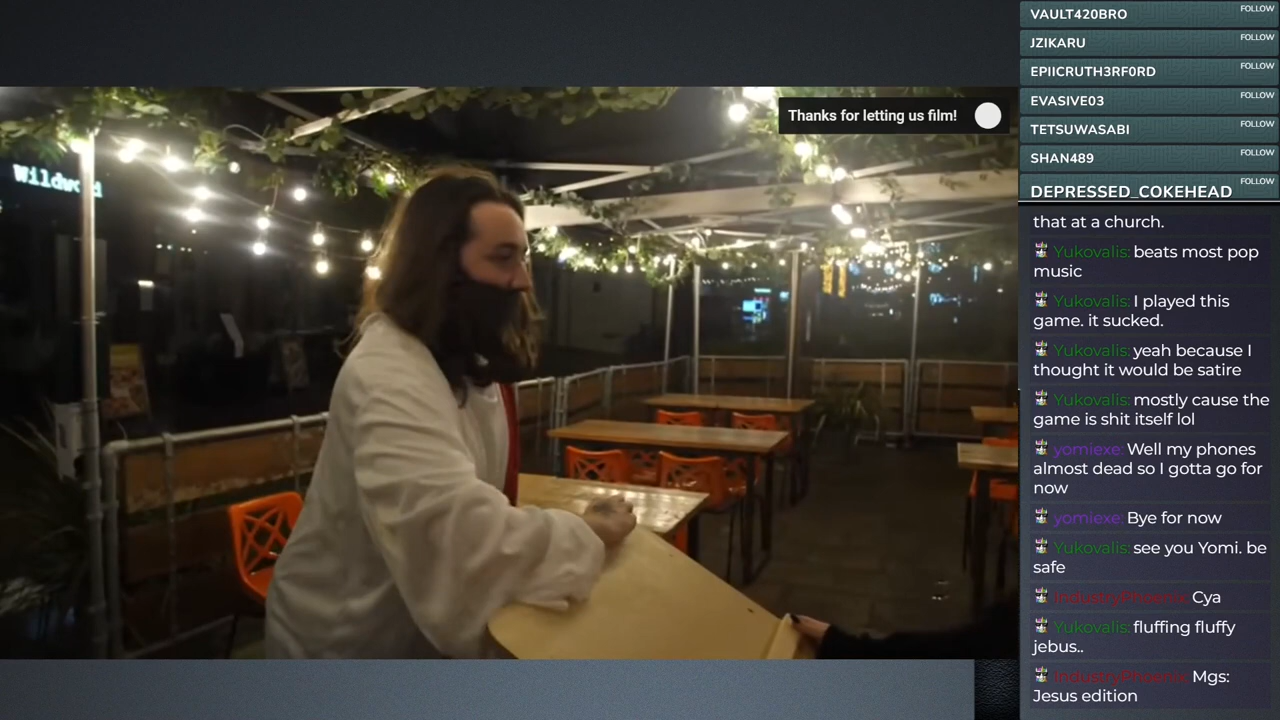 VAULT420BRO FOLLOW
JZIKARU FOLLOW
EPIICRUTH3RF0RD FOLLOW
EVASIVE03 FOLLOW
TETSUWASABI FOLLOW
SHAN489 FOLLOW
DEPRESSED_COKEHEAD FOLLOW
Thanks for letting us film!
that at a church.
Yukovalis: beats most pop
music
Yukovalis: I played this
game. it sucked.
Yukovalis: yeah because I
thought it would be satire
Yukovalis: mostly cause the
game is shit itself lol
yomiexe: Well my phones
almost dead so I gotta go for
now
yomiexe: Bye for now
Yukovalis: see you Yomi. be
safe
IndustryPhoenix: Cya
Yukovalis: fluffing fluffy
jebus..
IndustryPhoenix: Mgs:
Jesus edition